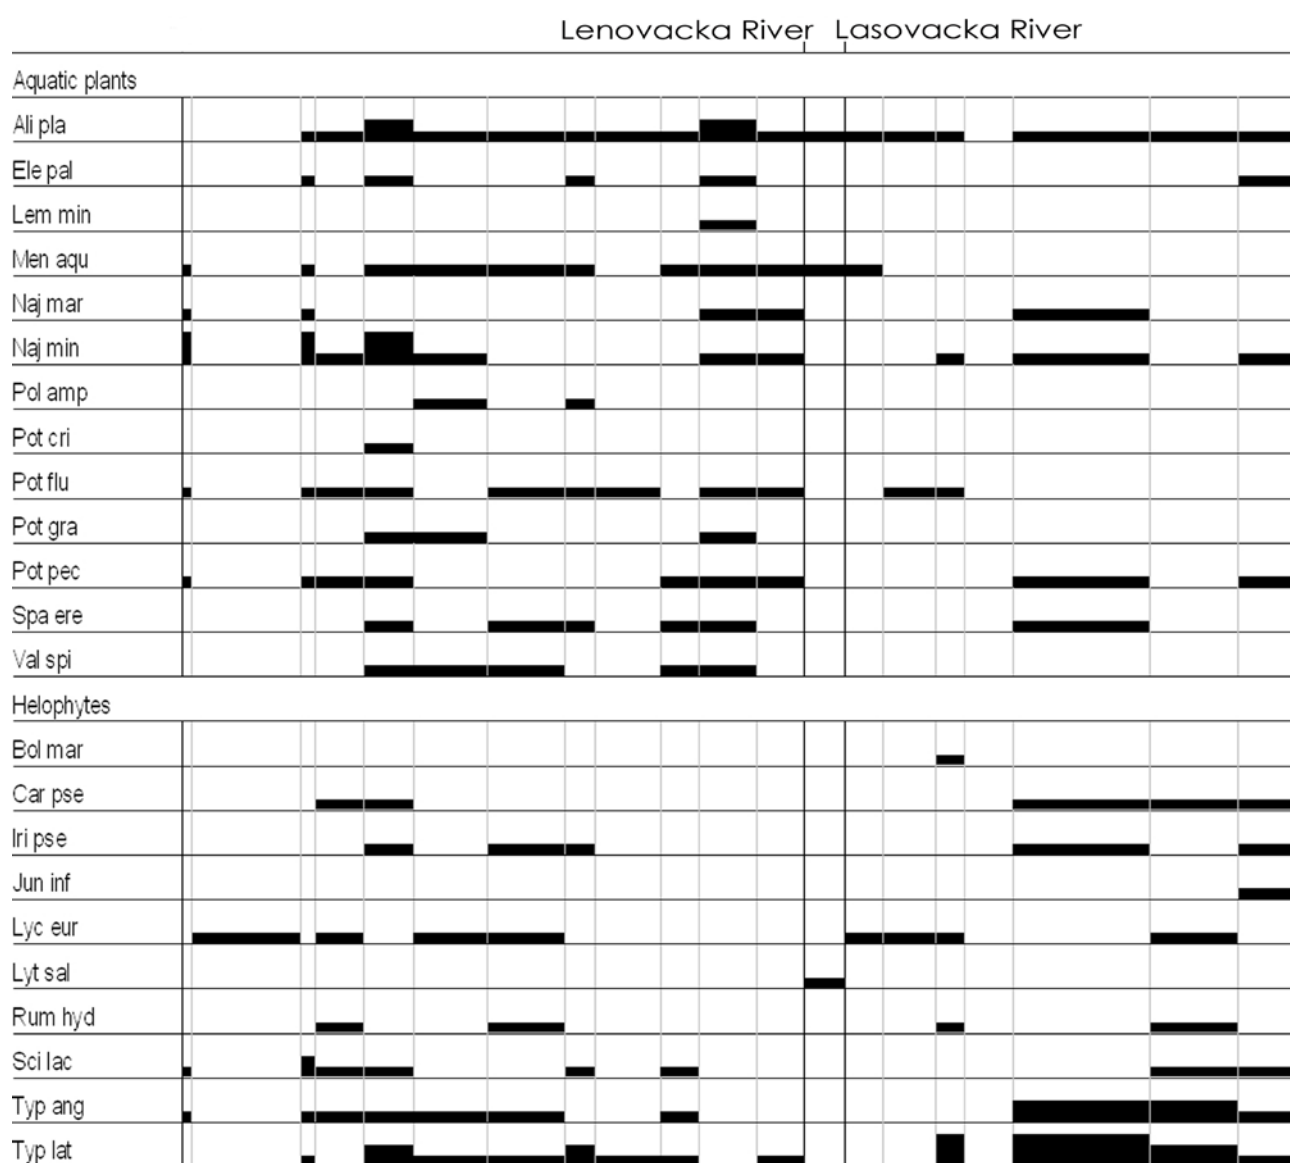 Lenovacka River Lasovacka River
Aquatic plants
Ali pla
Ele pal
Lem min
Men aqu
Naj mar
Naj min
Pol amp
Pot cri
Pot flu
Pot gra
Pot pec
Spa ere
Val spi
Helophytes
Bol mar
Car pse
Iri pse
Jun inf
Lyc eur
Lyt sal
Rum hyd
Sci lac
Typ ang
Typ lat